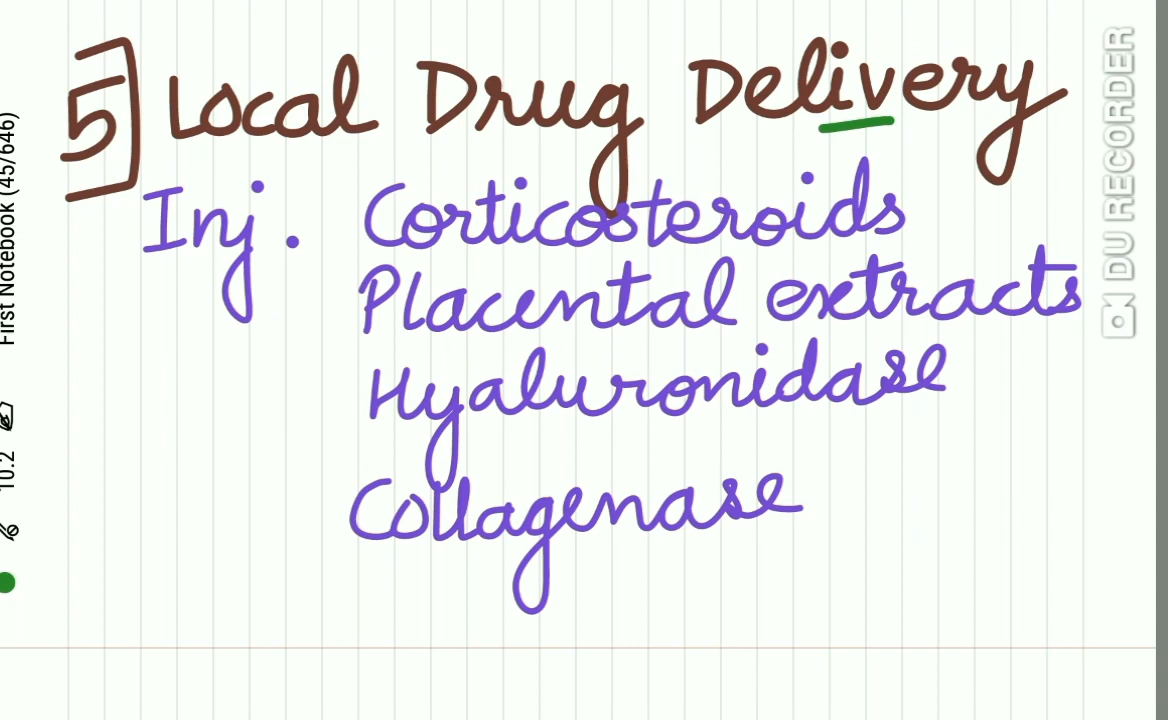 5] Local Drug Delivery
Inj. Corticosteroids
Placental extracts
Hyaluronidase
Collagenase
First Notebook (45/646)
10.2
DU RECORDER